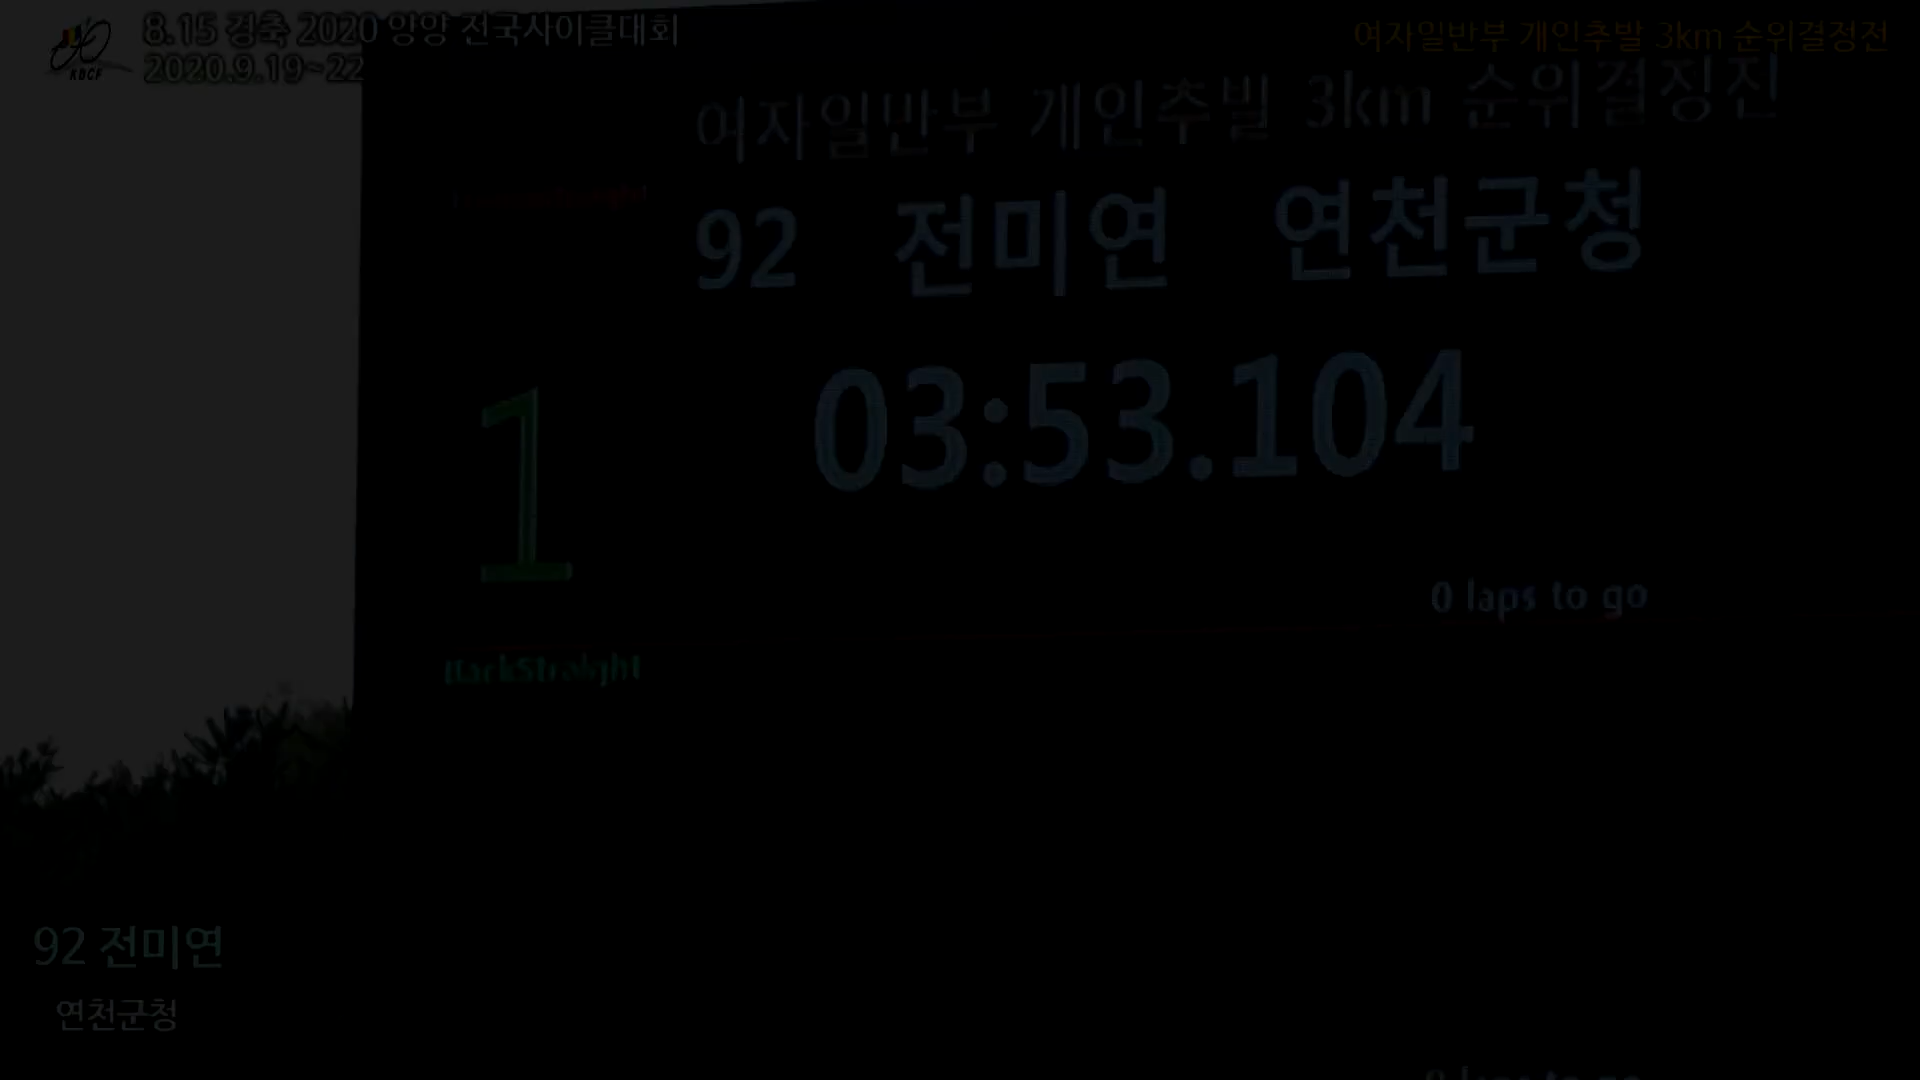 8.15 경축 2020 양양 전국사이클대회
2020.9.19~22
KBCF
여자일반부 개인추발 3km 순위결정전
여자일반부 개인추발 3km 순위결정전
92 전미연 연천군청
1
03:53.104
0 laps to go
BackStraight
92 전미연
연천군청